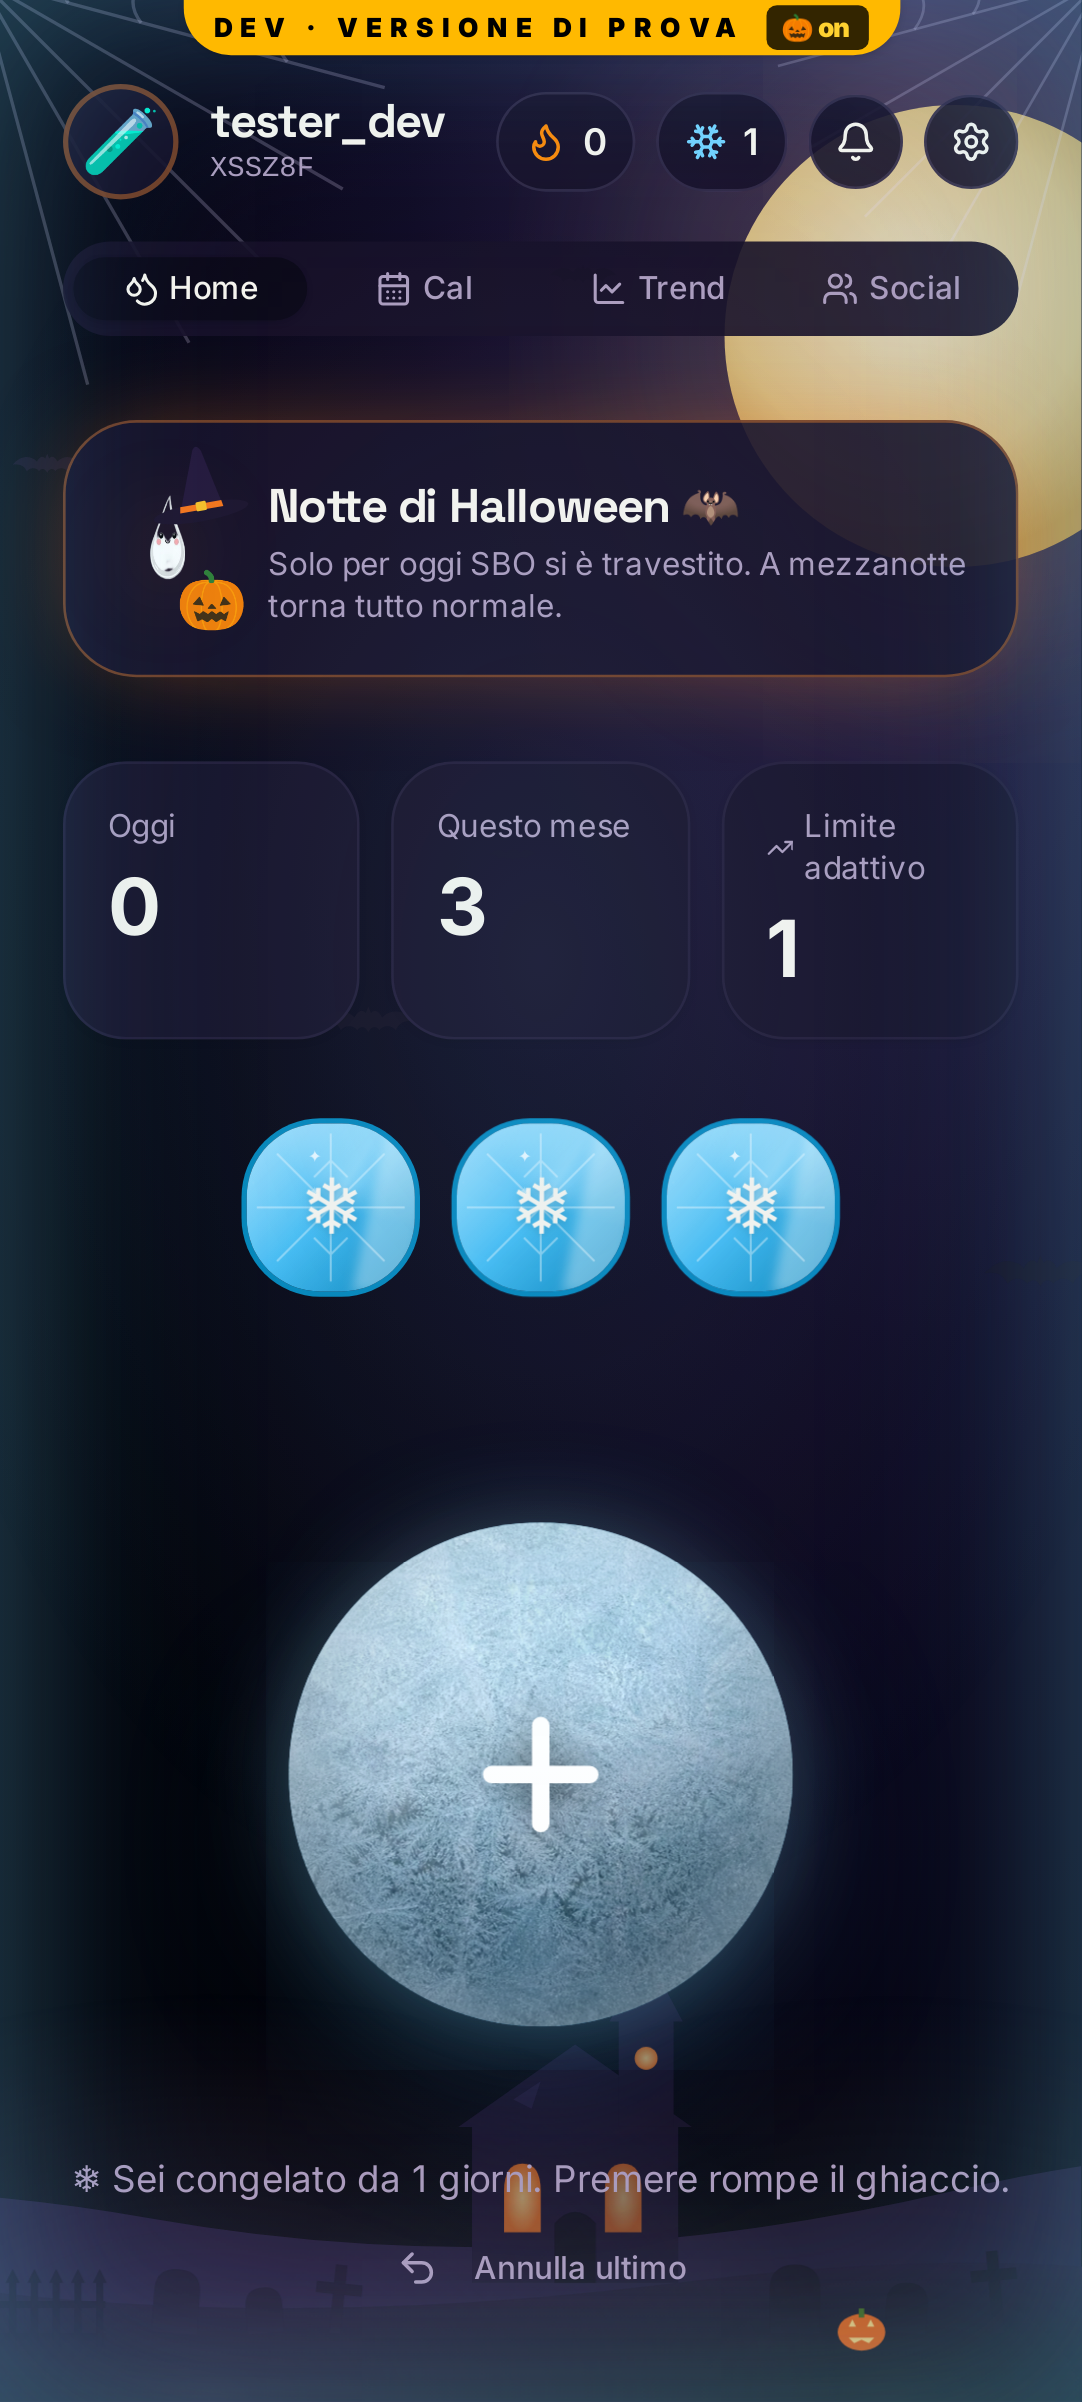 DEV · VERSIONE DI PROVA 🎃 on
tester_dev
XSSZ8F
0
1
Home
Cal
Trend
Social
Notte di Halloween 🦇
Solo per oggi SBO si è travestito. A mezzanotte
torna tutto normale.
Oggi
0
Questo mese
3
Limite
adattivo
1
❄ Sei congelato da 1 giorni. Premere rompe il ghiaccio.
Annulla ultimo